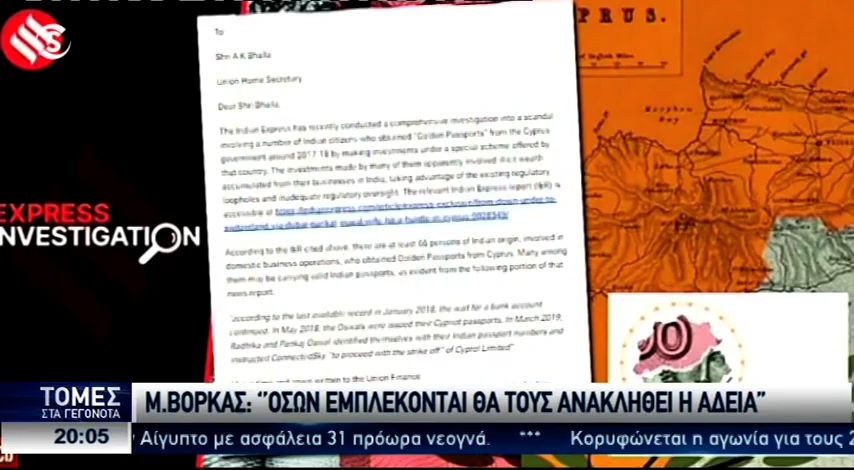 PRUS.
To
Shri A.K Bhalla
Union Home Secretary
Dear Shri Bhalla,
The Indian Express has recently conducted a comprehensive investigation into a scandal
involving a number of Indian citizens who obtained "Golden Passports" from the Cyprus
government around 2017-18 by making investments under a special scheme offered by
that country. The investments made by many of them apparently involved illicit wealth
accumulated from their businesses in India, taking advantage of the existing regulatory
loopholes and inadequate regulatory oversight. The relevant Indian Express report (IER) is
accessible at
According to the IER cited above, there are at least 66 persons of Indian origin, involved in
domestic business operations, who obtained Golden Passports from Cyprus. Many among
them may be carrying valid Indian passports, as evident from the following portion of that
news report.
"according to the last available record in January 2018, the wait for a bank account
continued. In May 2018, the Oswals were issued their Cypriot passports. In March 2019,
Radhika and Pankaj Oswal identified themselves with their Indian passport numbers and
instructed ConnectedSky "to proceed with the strike off" of Cyprol Limited"
written to the Union Finance
EXPRESS
INVESTIGATION
ΤΟΜΕΣ
ΣΤΑ ΓΕΓΟΝΟΤΑ
Μ.ΒΟΡΚΑΣ: ‘‘ΟΣΩΝ ΕΜΠΛΕΚΟΝΤΑΙ ΘΑ ΤΟΥΣ ΑΝΑΚΛΗΘΕΙ Η ΑΔΕΙΑ’’
20:05
Αίγυπτο με ασφάλεια 31 πρόωρα νεογνά. *** Κορυφώνεται η αγωνία για τους 2